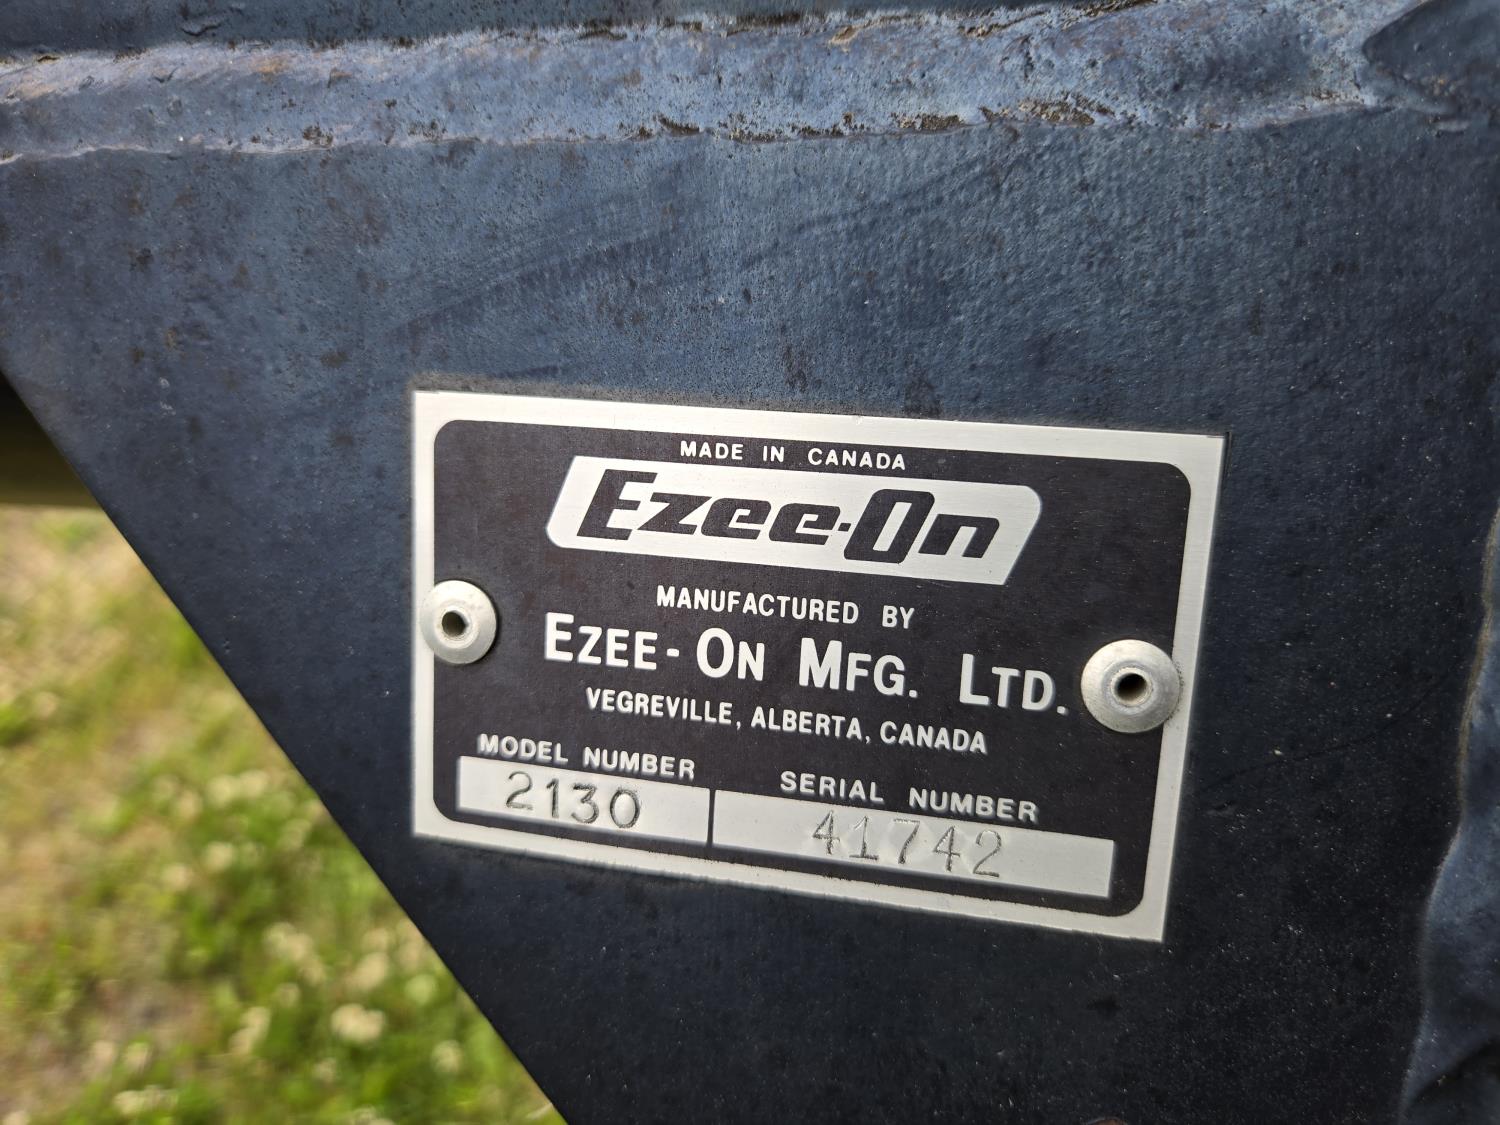 MADE IN CANADA
Ezee-On
MANUFACTURED BY
EZEE-ON MFG. LTD.
VEGREVILLE, ALBERTA, CANADA
MODEL NUMBER SERIAL NUMBER
2130 41742